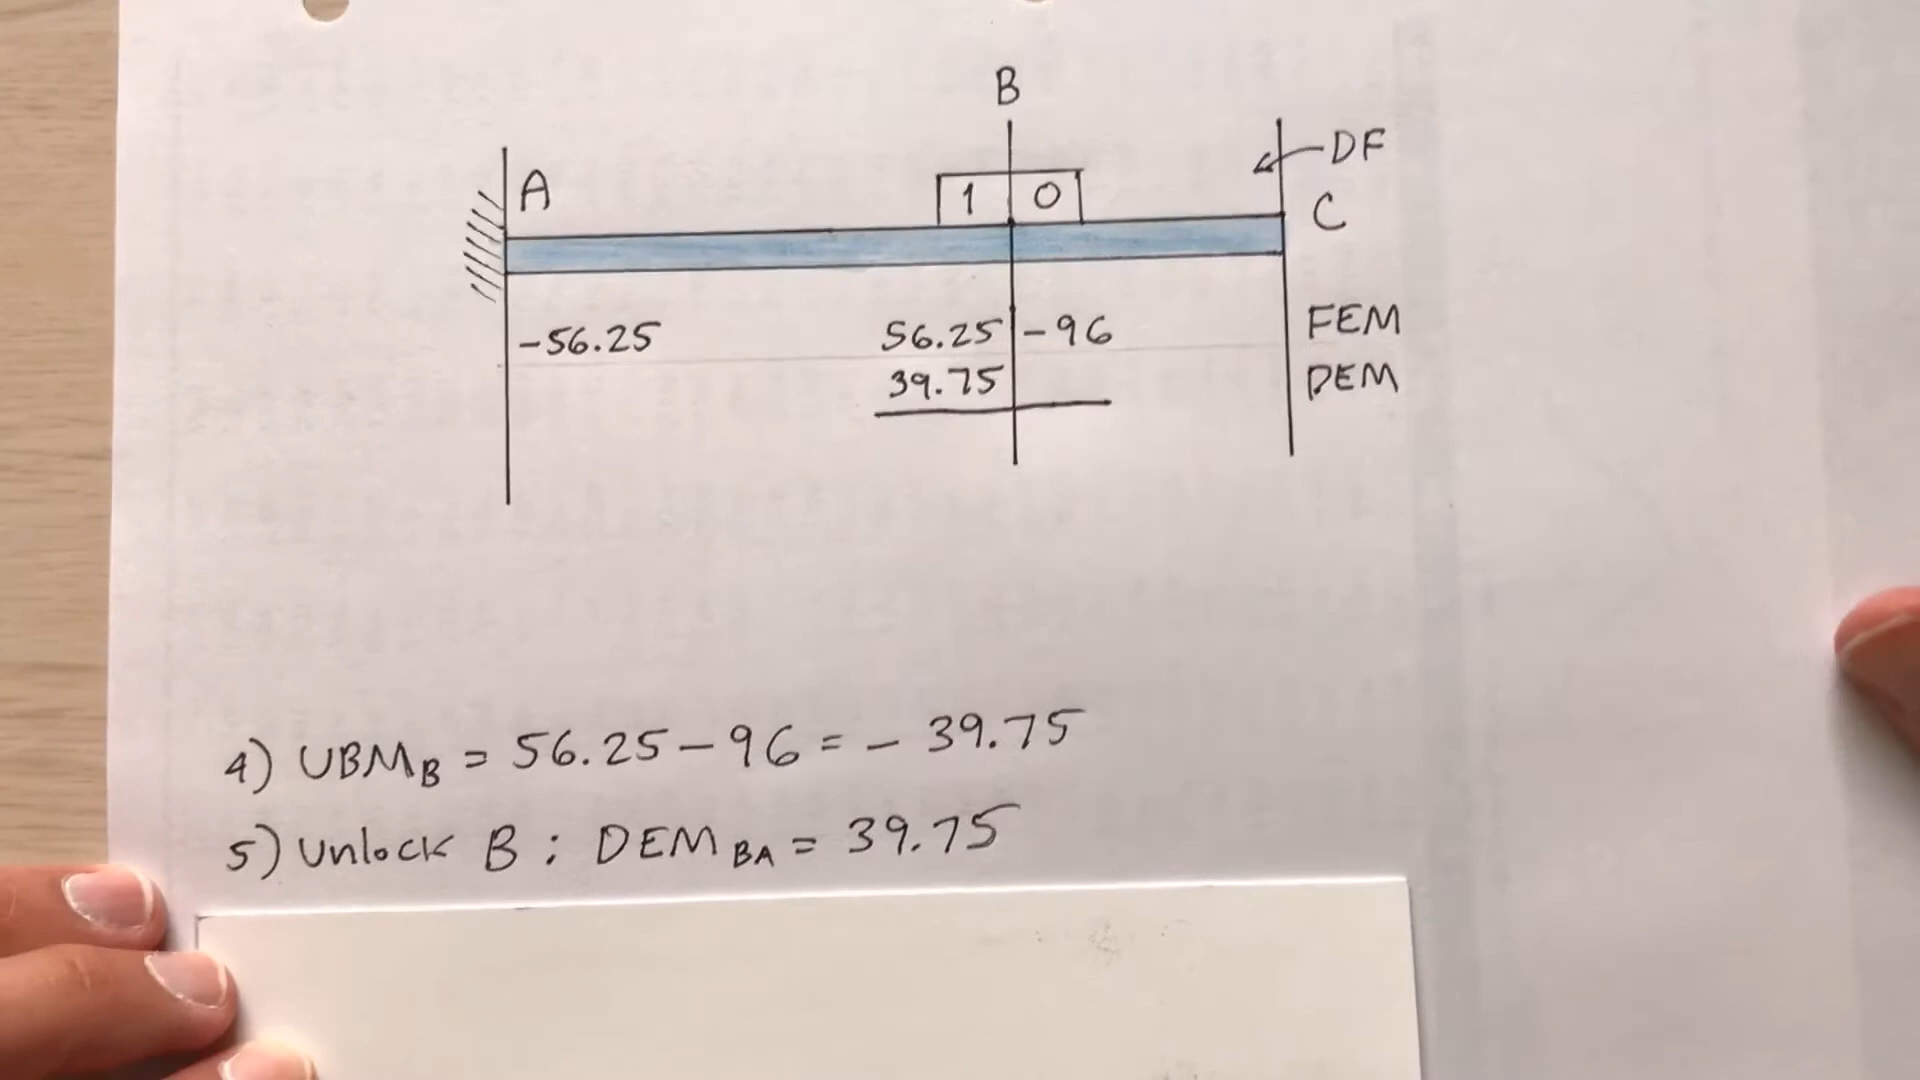 B
DF
A
1 0
C
-56.25 56.25 -96 FEM
39.75 DEM
4) UBM_B = 56.25 - 96 = - 39.75
5) Unlock B : DEM_BA = 39.75